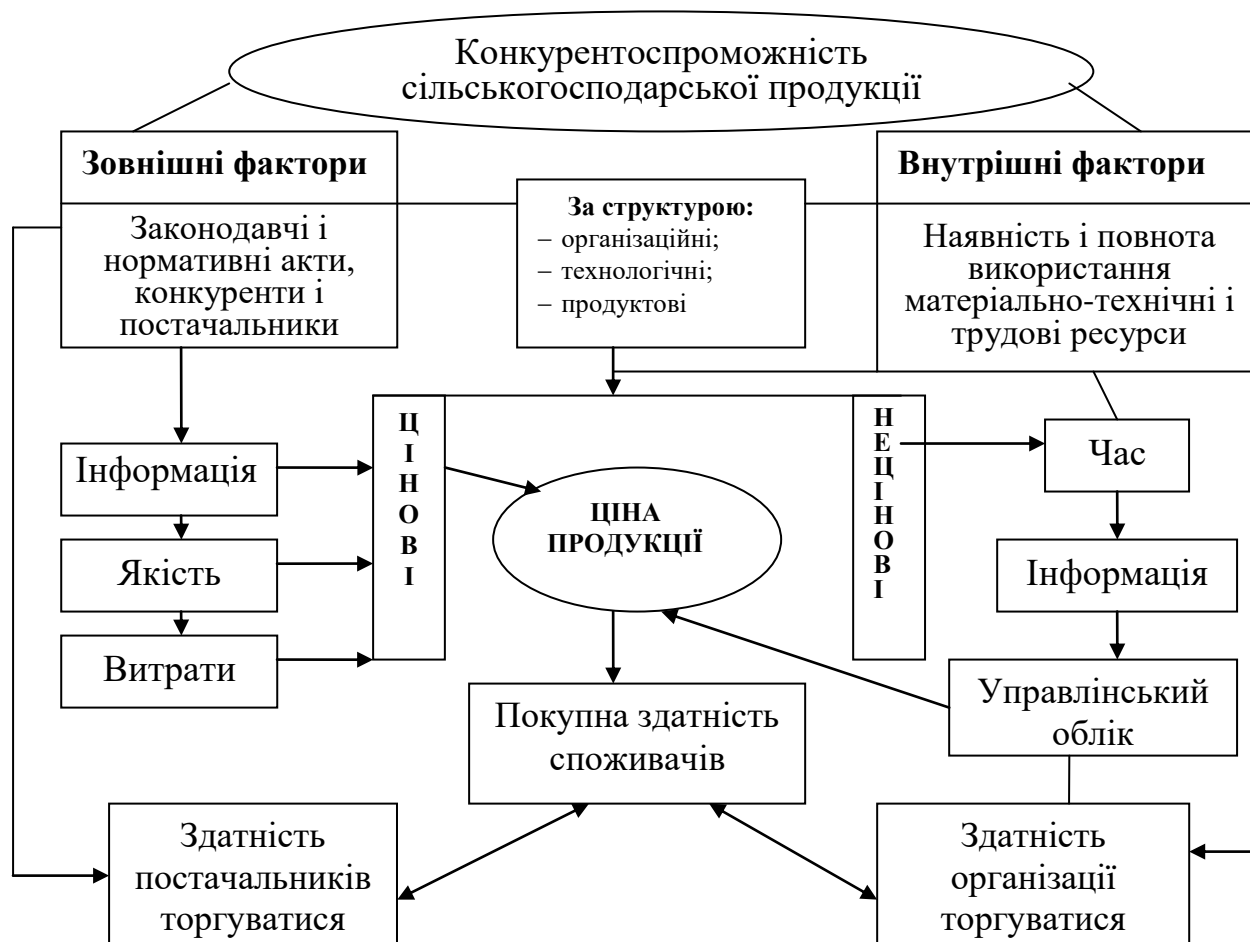 Конкурентоспроможність
сільськогосподарської продукції
Зовнішні фактори
Законодавчі і
нормативні акти,
конкуренти і
постачальники
За структурою:
– організаційні;
– технологічні;
– продуктові
Внутрішні фактори
Наявність і повнота
використання
матеріально-технічні і
трудові ресурси
Інформація
Якість
Витрати
ЦІНОВІ
ЦІНА
ПРОДУКЦІЇ
НЕЦІНОВІ
Час
Інформація
Управлінський
облік
Покупна здатність
споживачів
Здатність
постачальників
торгуватися
Здатність
організації
торгуватися